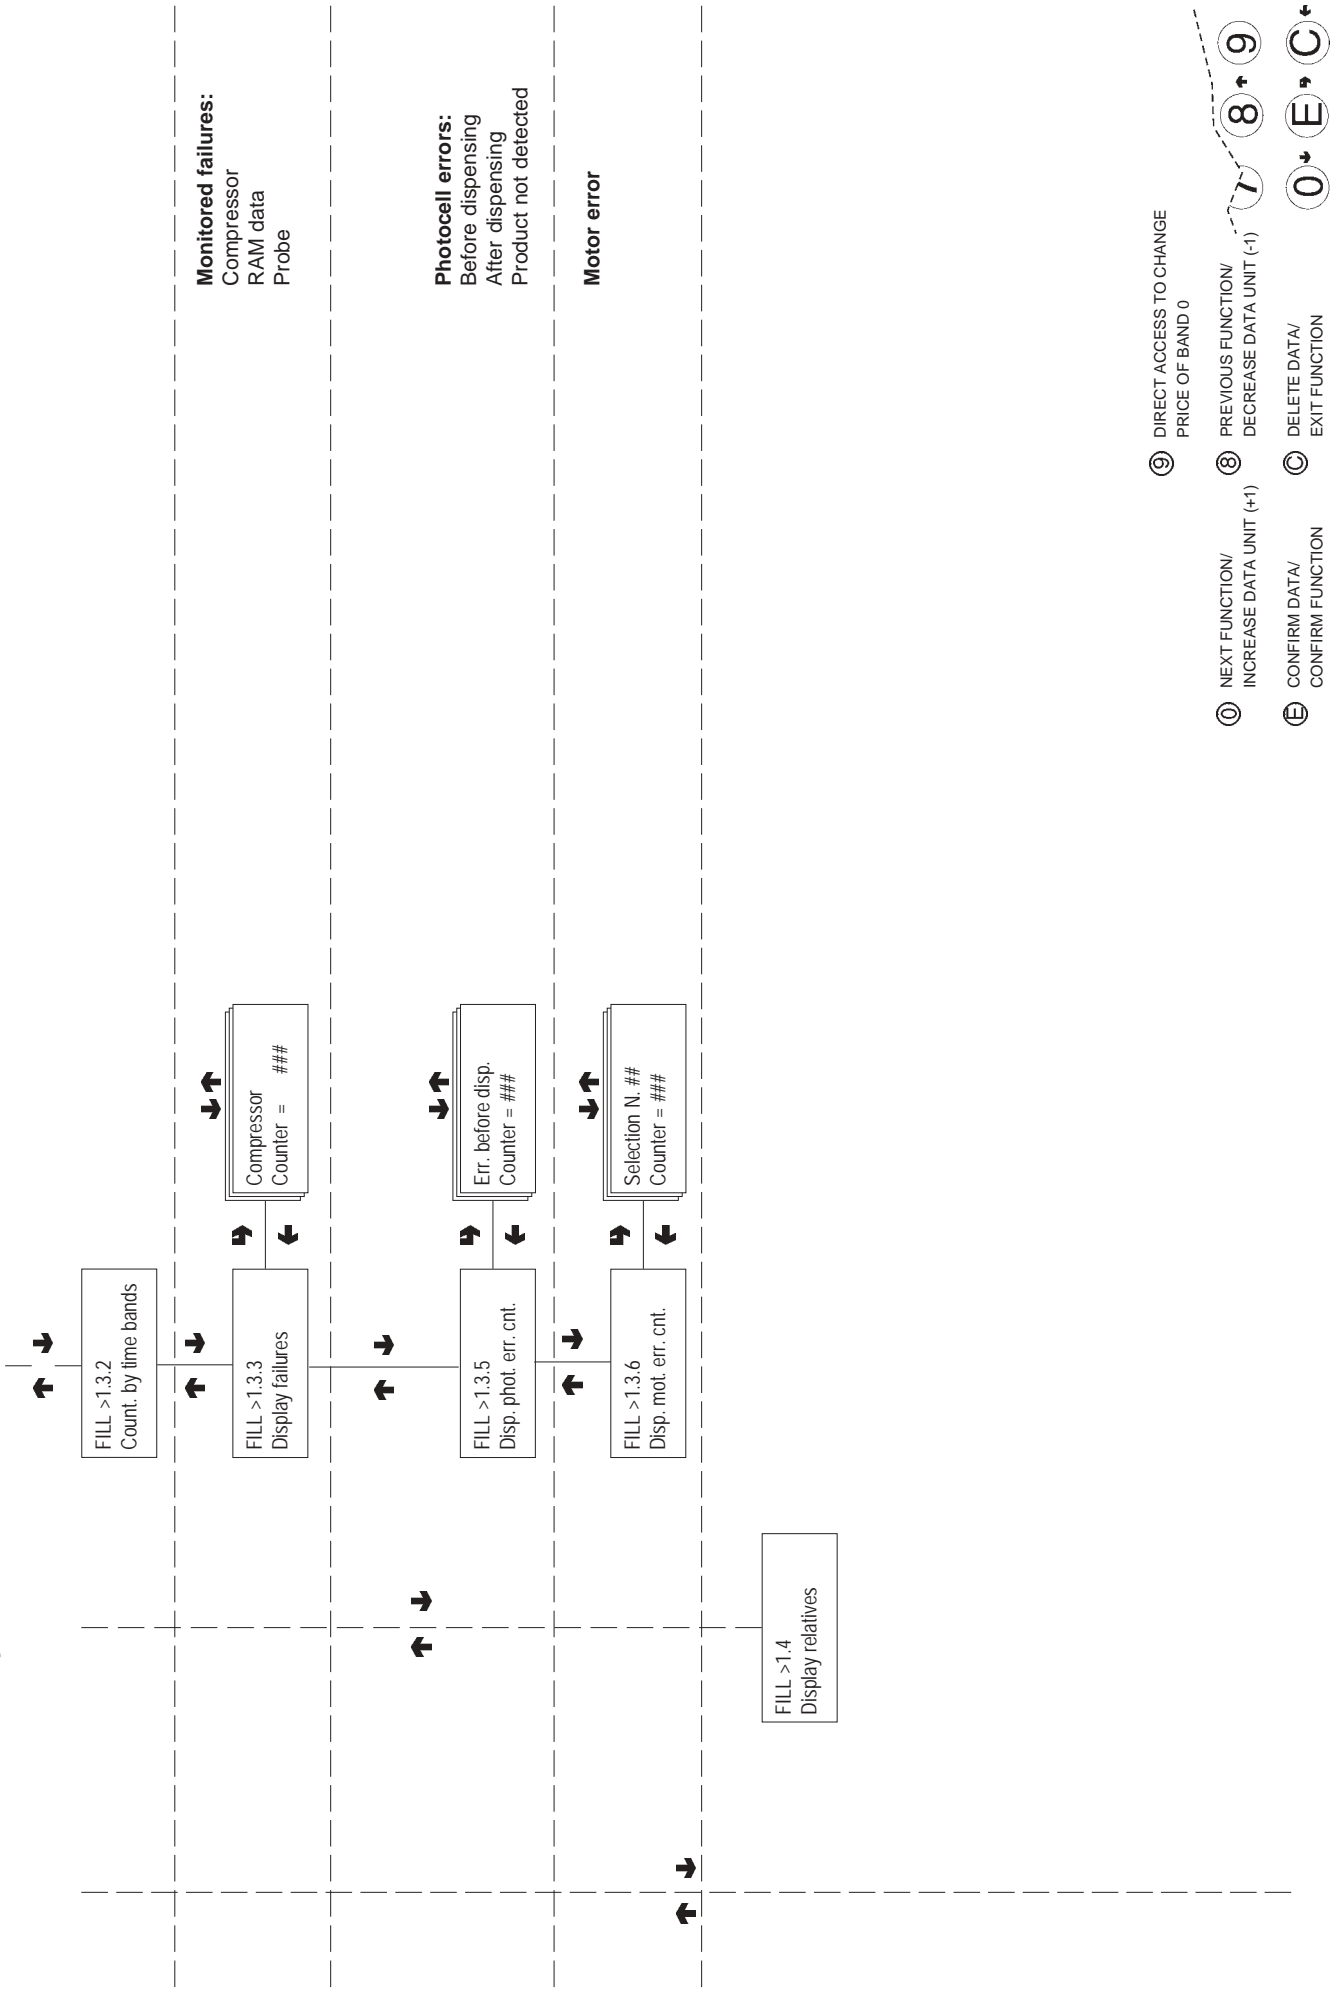 FILL >1.3.2
Count. by time bands
FILL >1.3.3
Display failures
Compressor
Counter = ###
Monitored failures:
Compressor
RAM data
Probe
FILL >1.3.5
Disp. phot. err. cnt.
Err. before disp.
Counter = ###
Photocell errors:
Before dispensing
After dispensing
Product not detected
FILL >1.3.6
Disp. mot. err. cnt.
Selection N. ##
Counter = ###
Motor error
FILL >1.4
Display relatives
9 DIRECT ACCESS TO CHANGE
PRICE OF BAND 0
0 NEXT FUNCTION/
INCREASE DATA UNIT (+1)
8 PREVIOUS FUNCTION/
DECREASE DATA UNIT (-1)
E CONFIRM DATA/
CONFIRM FUNCTION
C DELETE DATA/
EXIT FUNCTION
7 8 9
0 E C